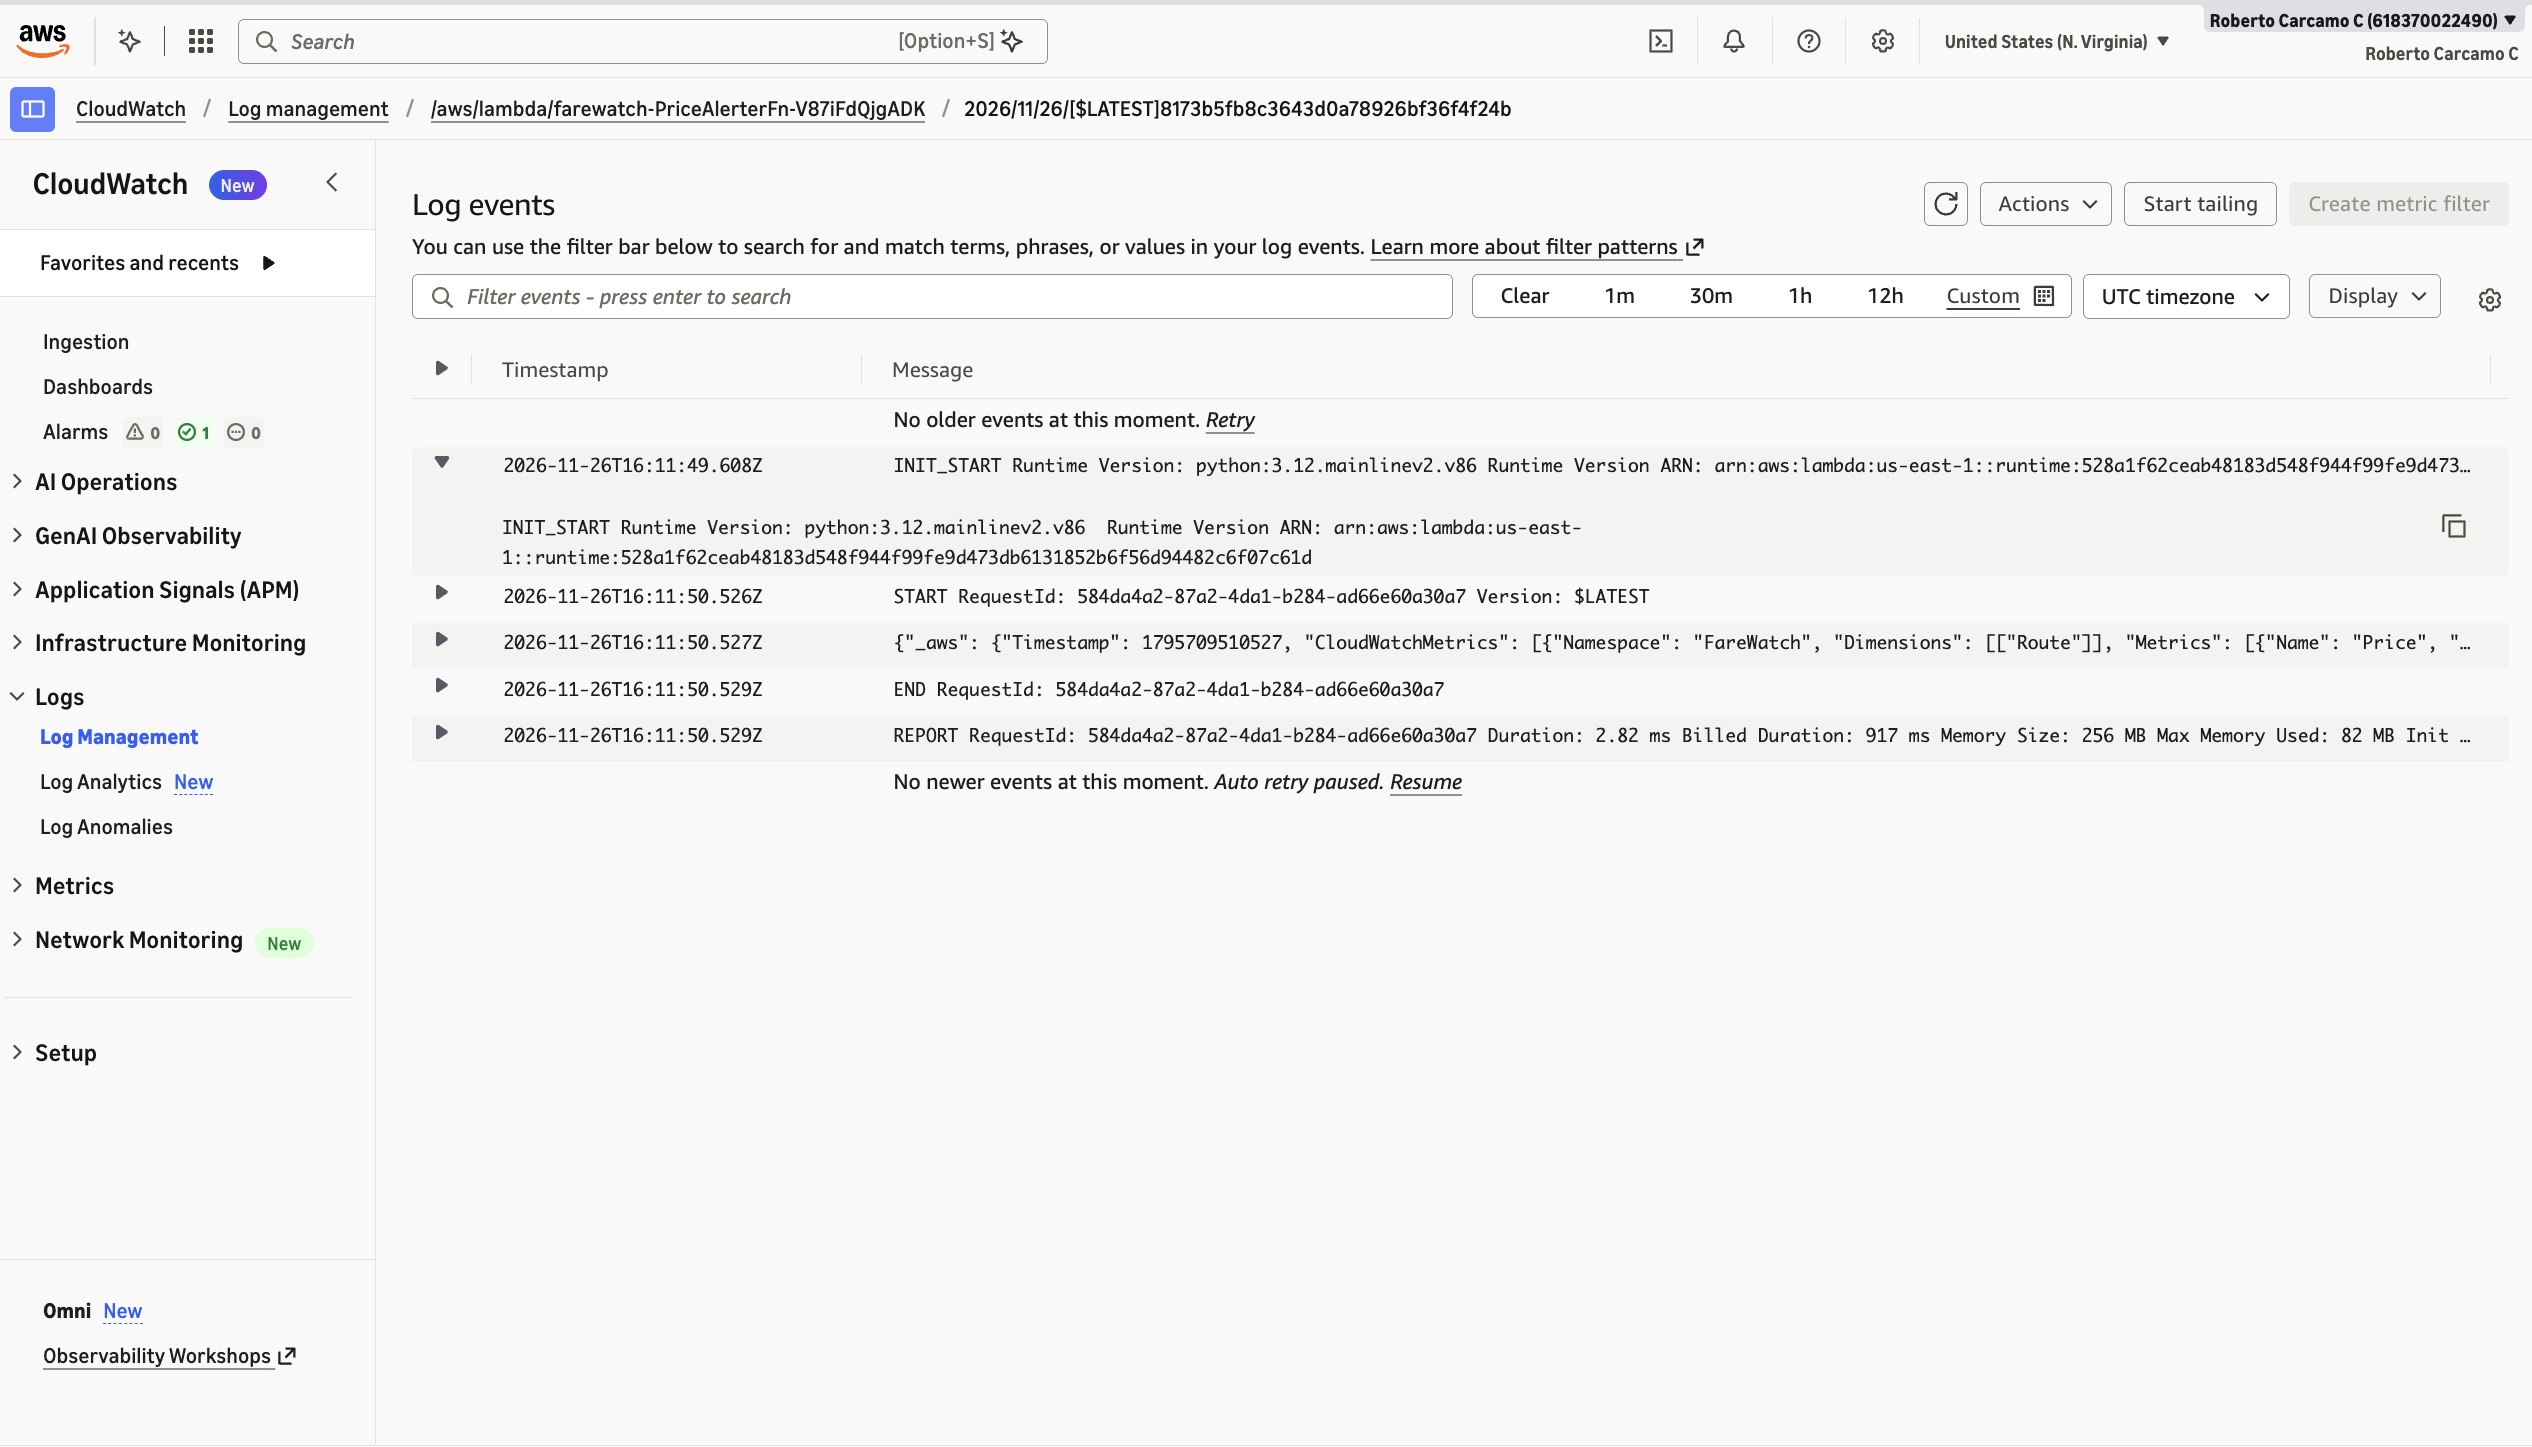 aws
Search [Option+S]
United States (N. Virginia)
Roberto Carcamo C (618370022490)
Roberto Carcamo C
CloudWatch / Log management / /aws/lambda/farewatch-PriceAlerterFn-V87iFdQjgADK / 2026/11/26/[$LATEST]8173b5fb8c3643d0a78926bf36f4f24b
CloudWatch New
Favorites and recents
Ingestion
Dashboards
Alarms 0 1 0
AI Operations
GenAI Observability
Application Signals (APM)
Infrastructure Monitoring
Logs
Log Management
Log Analytics New
Log Anomalies
Metrics
Network Monitoring New
Setup
Omni New
Observability Workshops
Log events
Actions
Start tailing
Create metric filter
You can use the filter bar below to search for and match terms, phrases, or values in your log events. Learn more about filter patterns
Filter events - press enter to search
Clear 1m 30m 1h 12h Custom
UTC timezone
Display
Timestamp Message
No older events at this moment. Retry
2026-11-26T16:11:49.608Z INIT_START Runtime Version: python:3.12.mainlinev2.v86 Runtime Version ARN: arn:aws:lambda:us-east-1::runtime:528a1f62ceab48183d548f944f99fe9d473…
INIT_START Runtime Version: python:3.12.mainlinev2.v86  Runtime Version ARN: arn:aws:lambda:us-east-
1::runtime:528a1f62ceab48183d548f944f99fe9d473db6131852b6f56d94482c6f07c61d
2026-11-26T16:11:50.526Z START RequestId: 584da4a2-87a2-4da1-b284-ad66e60a30a7 Version: $LATEST
2026-11-26T16:11:50.527Z {"_aws": {"Timestamp": 1795709510527, "CloudWatchMetrics": [{"Namespace": "FareWatch", "Dimensions": [["Route"]], "Metrics": [{"Name": "Price", "…
2026-11-26T16:11:50.529Z END RequestId: 584da4a2-87a2-4da1-b284-ad66e60a30a7
2026-11-26T16:11:50.529Z REPORT RequestId: 584da4a2-87a2-4da1-b284-ad66e60a30a7 Duration: 2.82 ms Billed Duration: 917 ms Memory Size: 256 MB Max Memory Used: 82 MB Init …
No newer events at this moment. Auto retry paused. Resume